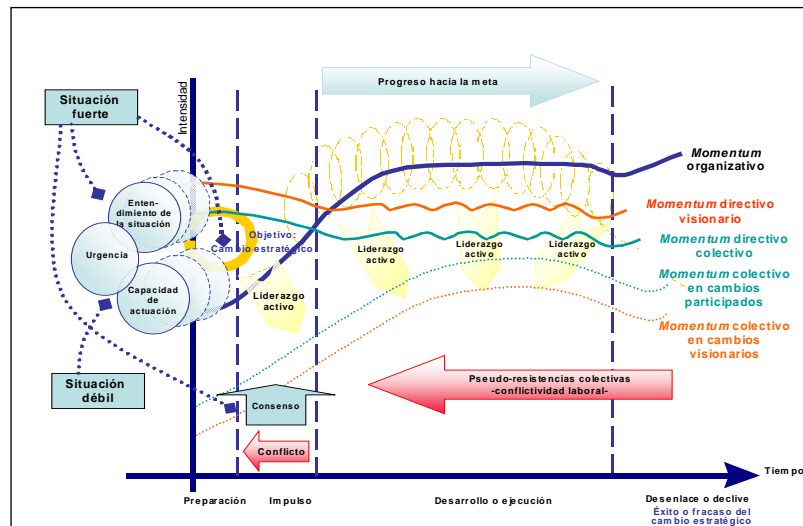 Progreso hacia la meta
Situación
fuerte
Intensidad
Momentum
organizativo
Enten-
dimiento de
la situación
Momentum directivo
visionario
Objetivo:
Cambio estratégico
Urgencia
Momentum directivo
colectivo
Liderazgo
activo
Liderazgo
activo
Liderazgo
activo
Capacidad
de
actuación
Liderazgo
activo
Momentum colectivo
en cambios
participados
Momentum colectivo
en cambios
visionarios
Situación
débil
Pseudo-resistencias colectivas
-conflictividad laboral-
Consenso
Conflicto
Tiempo
Preparación
Impulso
Desarrollo o ejecución
Desenlace o declive
Éxito o fracaso del
cambio estratégico